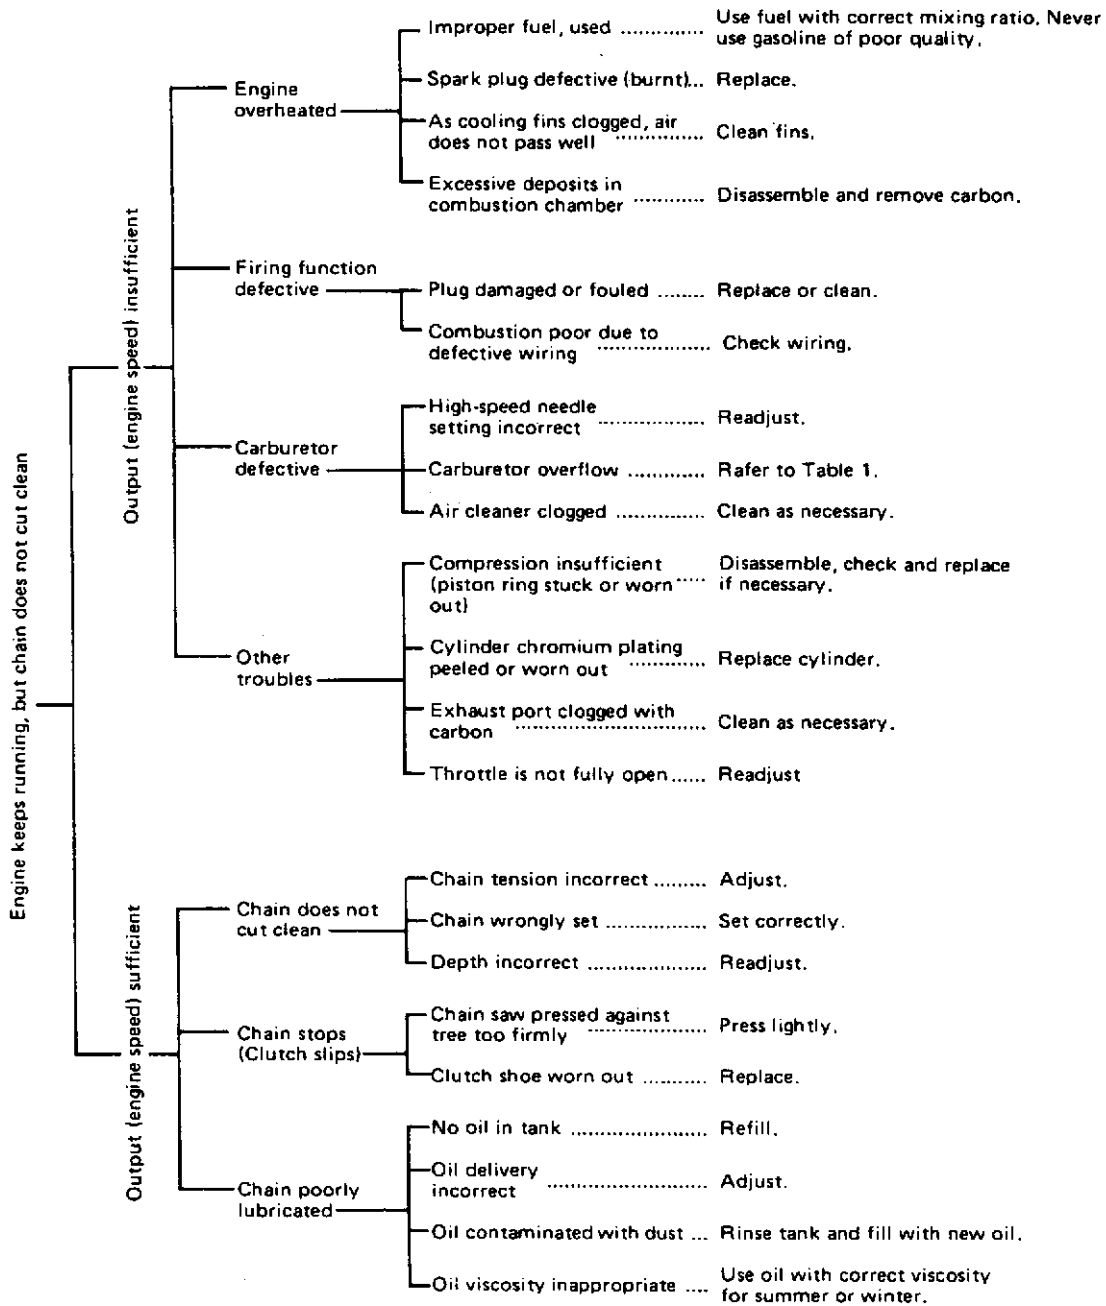 Engine keeps running, but chain does not cut clean
Output (engine speed) insufficient
Engine
overheated
Improper fuel, used ............. Use fuel with correct mixing ratio. Never
use gasoline of poor quality.
Spark plug defective (burnt)... Replace.
As cooling fins clogged, air
does not pass well ............... Clean fins.
Excessive deposits in
combustion chamber ............ Disassemble and remove carbon.
Firing function
defective
Plug damaged or fouled ........ Replace or clean.
Combustion poor due to
defective wiring .................... Check wiring.
Carburetor
defective
High-speed needle
setting incorrect ................... Readjust.
Carburetor overflow ............. Rafer to Table 1.
Air cleaner clogged ............... Clean as necessary.
Other
troubles
Compression insufficient
(piston ring stuck or worn
out) ..... Disassemble, check and replace
if necessary.
Cylinder chromium plating
peeled or worn out ............. Replace cylinder.
Exhaust port clogged with
carbon ................................. Clean as necessary.
Throttle is not fully open ...... Readjust
Output (engine speed) sufficient
Chain does not
cut clean
Chain tension incorrect ......... Adjust.
Chain wrongly set ................. Set correctly.
Depth incorrect .................... Readjust.
Chain stops
(Clutch slips)
Chain saw pressed against
tree too firmly .................... Press lightly.
Clutch shoe worn out ........... Replace.
Chain poorly
lubricated
No oil in tank ....................... Refill.
Oil delivery
incorrect ............................ Adjust.
Oil contaminated with dust ... Rinse tank and fill with new oil.
Oil viscosity inappropriate .... Use oil with correct viscosity
for summer or winter.